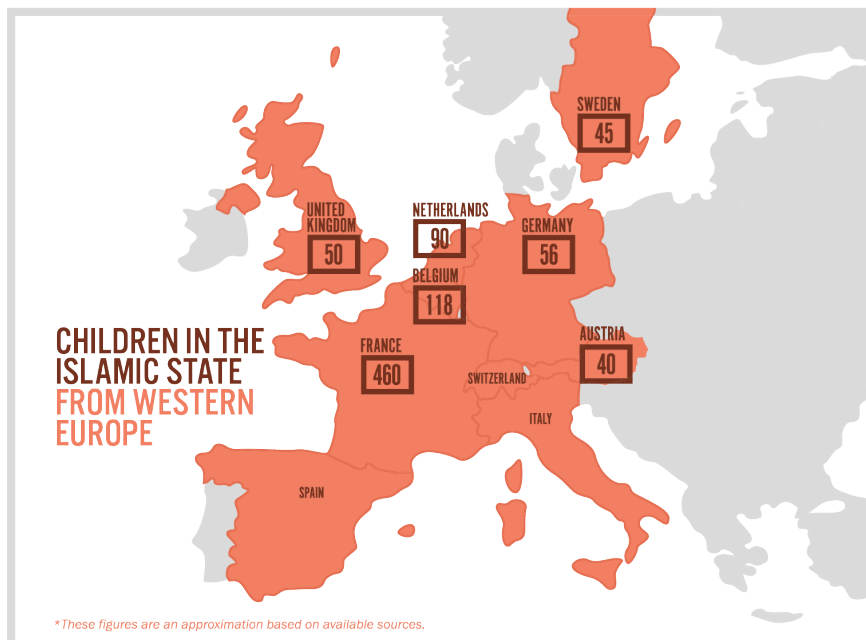 SWEDEN
45
UNITED
KINGDOM
50
NETHERLANDS
90
GERMANY
56
BELGIUM
118
CHILDREN IN THE
ISLAMIC STATE
FROM WESTERN
EUROPE
FRANCE
460
AUSTRIA
40
SWITZERLAND
ITALY
SPAIN
*These figures are an approximation based on available sources.